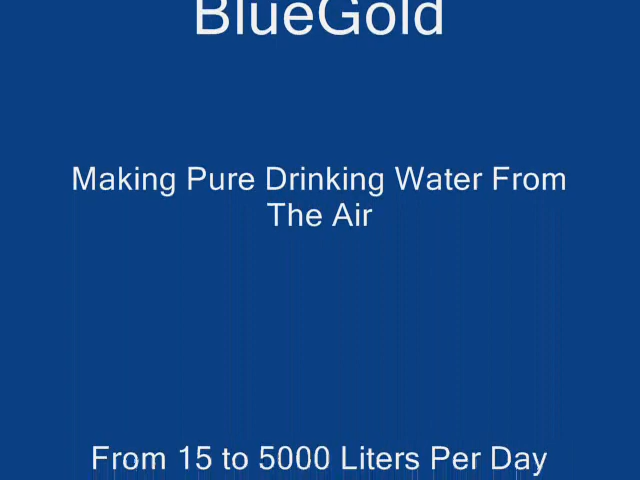 BlueGold
Making Pure Drinking Water From
The Air
From 15 to 5000 Liters Per Day